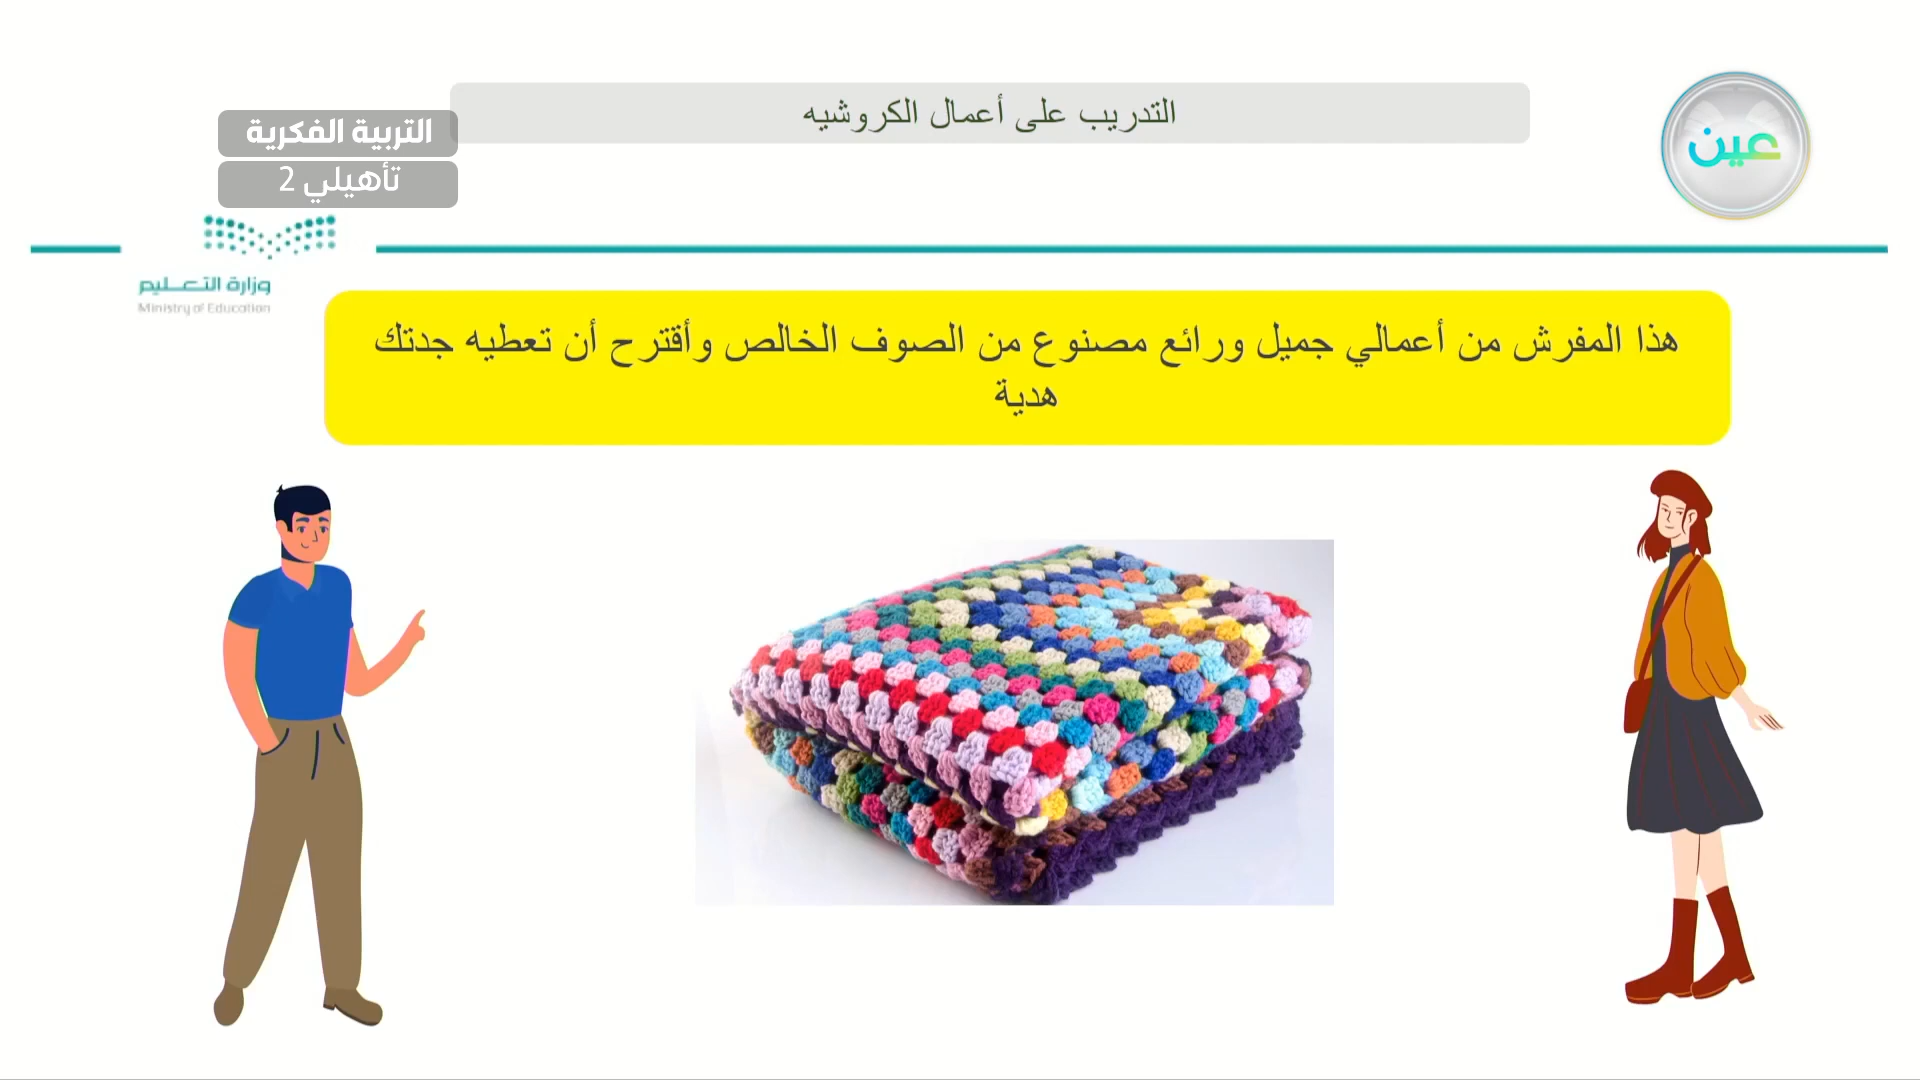 التدريب على أعمال الكروشيه
التربية الفكرية
تأهيلي 2
عين
وزارة التعليم
Ministry of Education
هذا المفرش من أعمالي جميل ورائع مصنوع من الصوف الخالص وأقترح أن تعطيه جدتك
هدية